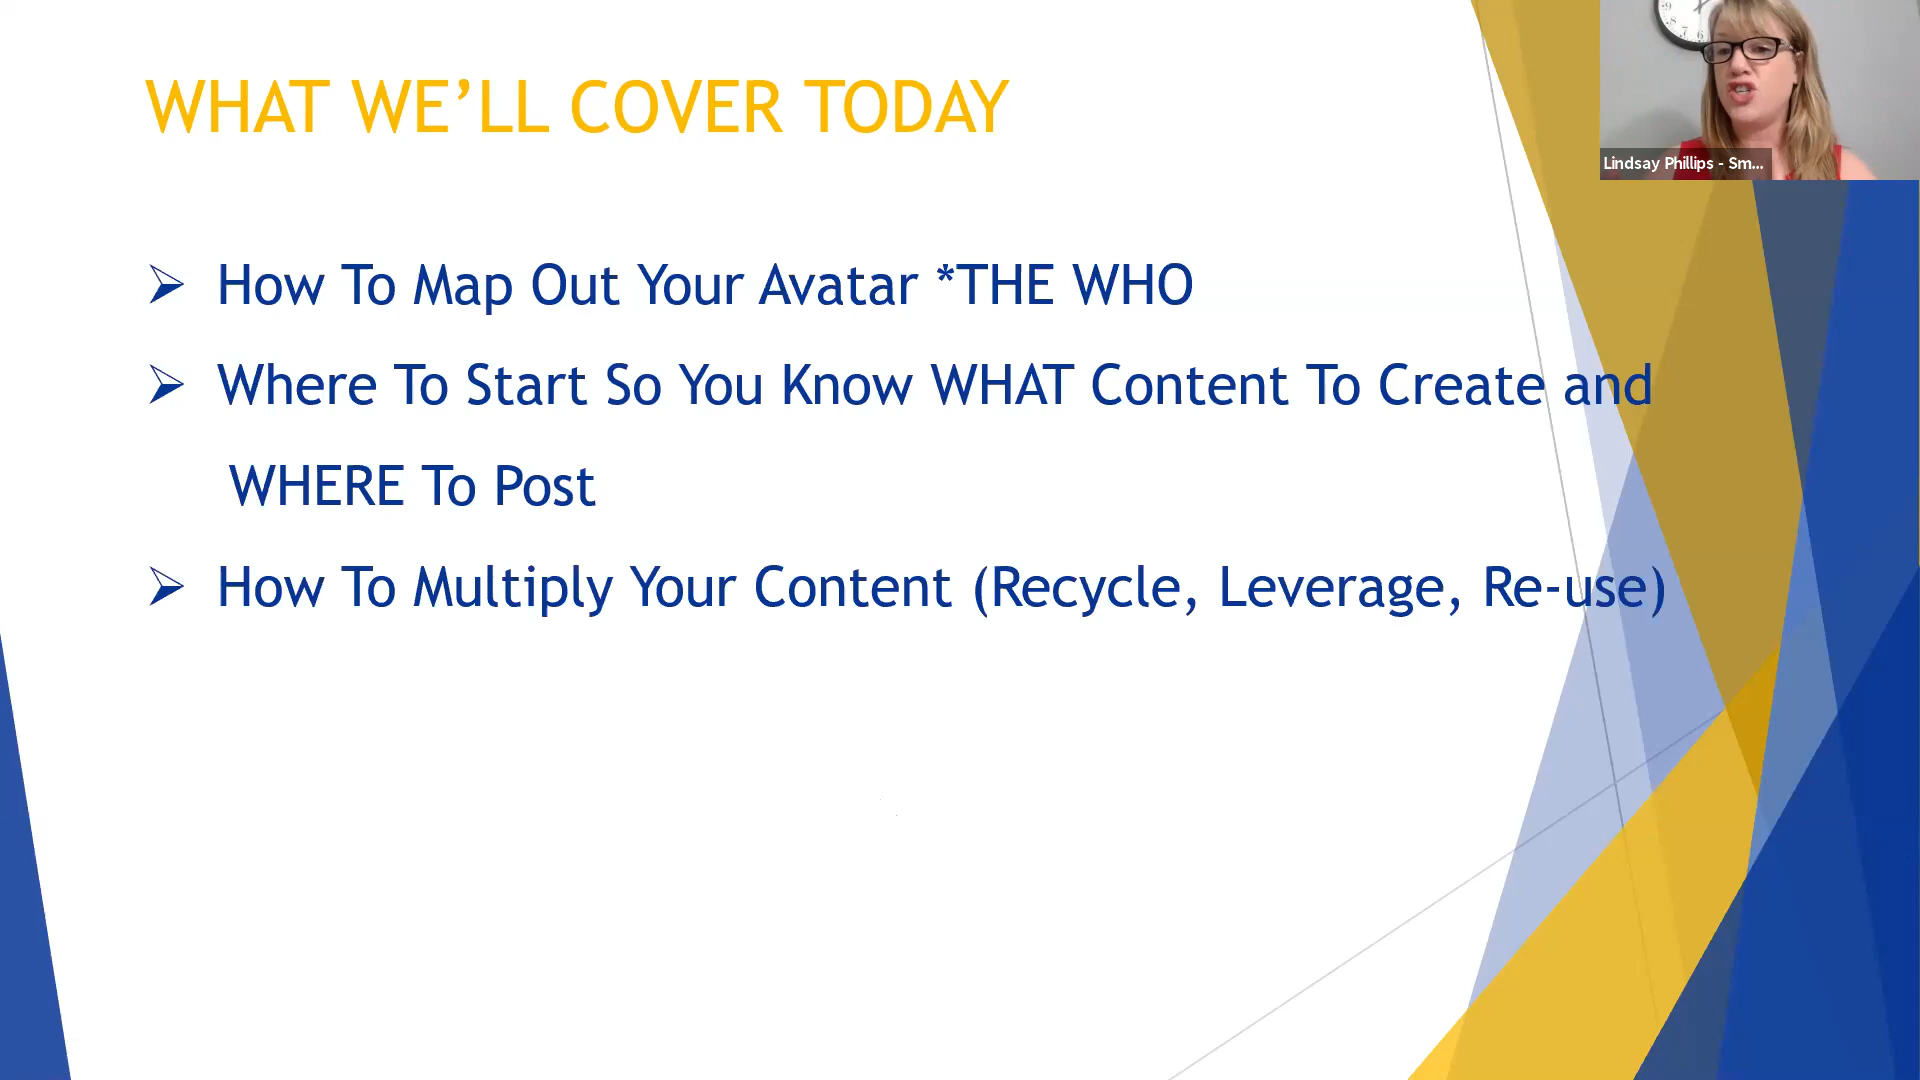 WHAT WE’LL COVER TODAY
Lindsay Phillips - Sm...
➢ How To Map Out Your Avatar *THE WHO
➢ Where To Start So You Know WHAT Content To Create and
WHERE To Post
➢ How To Multiply Your Content (Recycle, Leverage, Re-use)